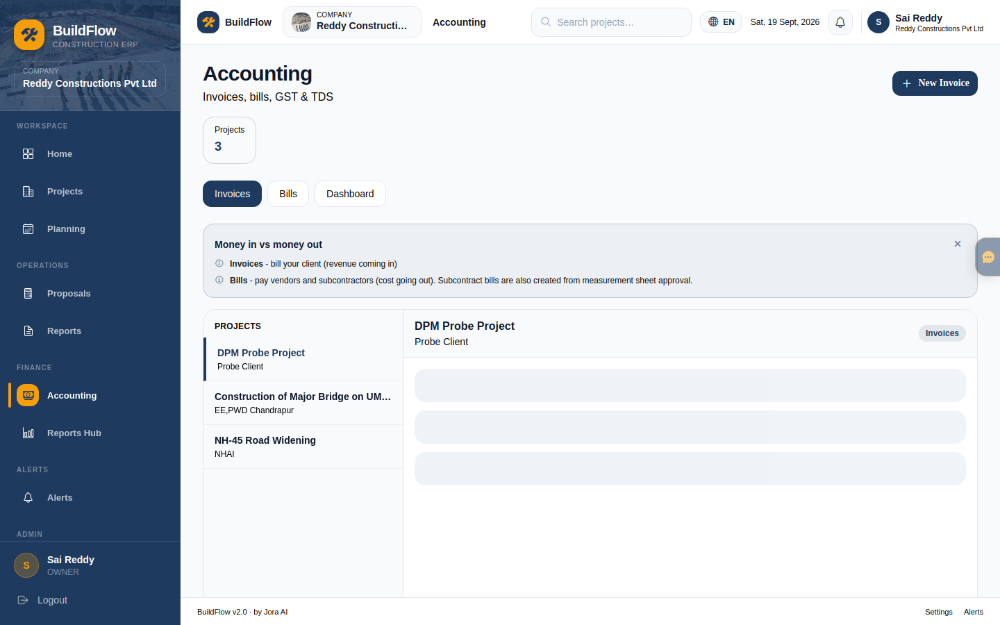 BuildFlow
CONSTRUCTION ERP
COMPANY
Reddy Constructions Pvt Ltd
WORKSPACE
Home
Projects
Planning
OPERATIONS
Proposals
Reports
FINANCE
Accounting
Reports Hub
ALERTS
Alerts
ADMIN
S
Sai Reddy
OWNER
Logout
BuildFlow
COMPANY
Reddy Constructi…
Accounting
Search projects…
EN
Sat, 19 Sept, 2026
S
Sai Reddy
Reddy Constructions Pvt Ltd
Accounting
Invoices, bills, GST & TDS
New Invoice
Projects
3
Invoices
Bills
Dashboard
Money in vs money out
Invoices - bill your client (revenue coming in)
Bills - pay vendors and subcontractors (cost going out). Subcontract bills are also created from measurement sheet approval.
PROJECTS
DPM Probe Project
Probe Client
Construction of Major Bridge on UM…
EE,PWD Chandrapur
NH-45 Road Widening
NHAI
DPM Probe Project
Probe Client
Invoices
BuildFlow v2.0 · by Jora AI
Settings
Alerts